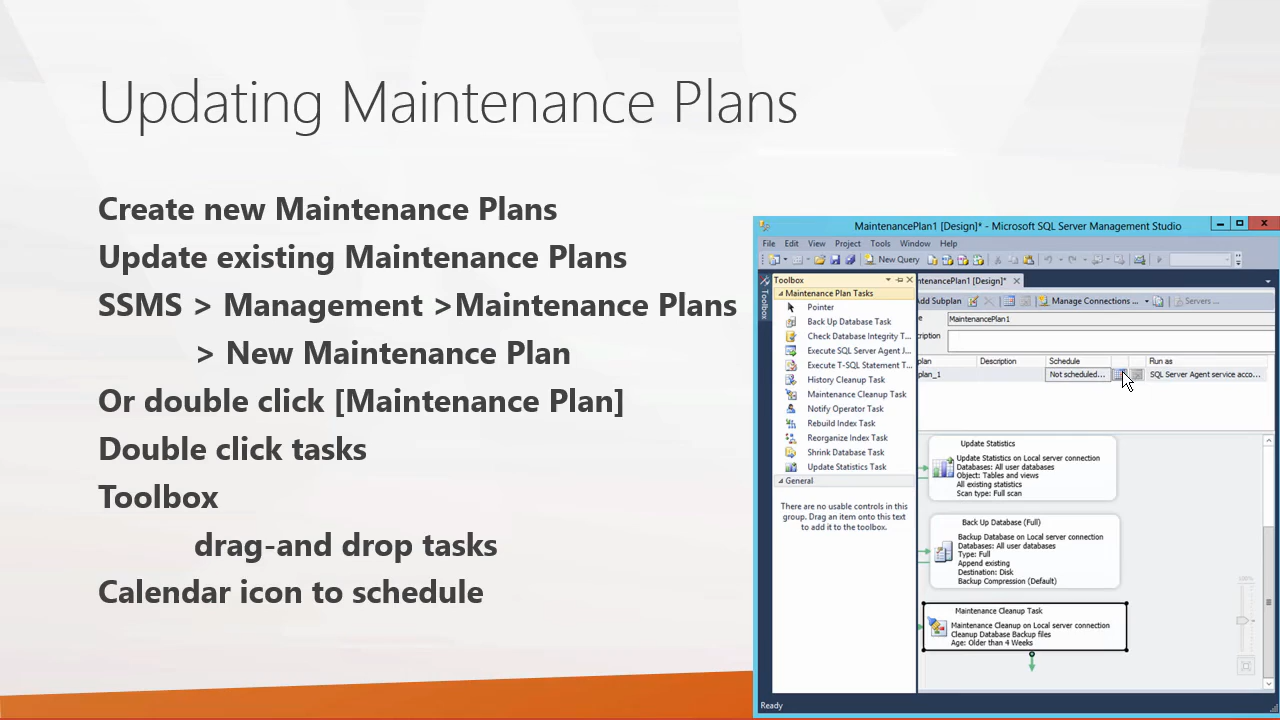 Updating Maintenance Plans
Create new Maintenance Plans
Update existing Maintenance Plans
SSMS > Management >Maintenance Plans
> New Maintenance Plan
Or double click [Maintenance Plan]
Double click tasks
Toolbox
drag-and drop tasks
Calendar icon to schedule
MaintenancePlan1 [Design]* - Microsoft SQL Server Management Studio
File Edit View Project Tools Window Help
New Query
Toolbox
Toolbox
Maintenance Plan Tasks
Pointer
Back Up Database Task
Check Database Integrity T...
Execute SQL Server Agent J...
Execute T-SQL Statement T...
History Cleanup Task
Maintenance Cleanup Task
Notify Operator Task
Rebuild Index Task
Reorganize Index Task
Shrink Database Task
Update Statistics Task
General
There are no usable controls in this
group. Drag an item onto this text
to add it to the toolbox.
ntenancePlan1 [Design]*
Add Subplan Manage Connections ... Servers ...
e MaintenancePlan1
ription
plan Description Schedule Run as
plan_1 Not scheduled... SQL Server Agent service acco...
Update Statistics
Update Statistics on Local server connection
Databases: All user databases
Object: Tables and views
All existing statistics
Scan type: Full scan
Back Up Database (Full)
Backup Database on Local server connection
Databases: All user databases
Type: Full
Append existing
Destination: Disk
Backup Compression (Default)
Maintenance Cleanup Task
Maintenance Cleanup on Local server connection
Cleanup Database Backup files
Age: Older than 4 Weeks
100%
Ready